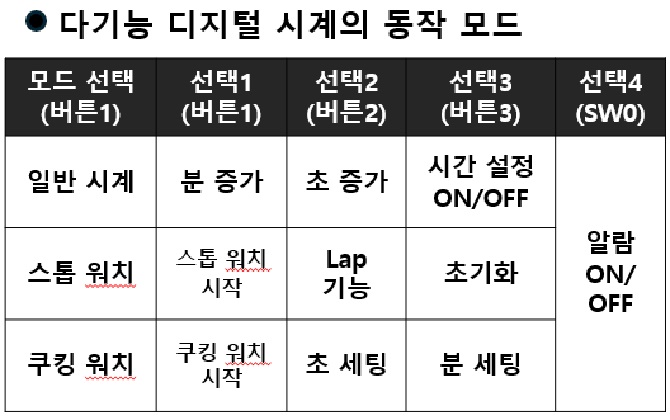 ● 다기능 디지털 시계의 동작 모드
모드 선택 (버튼1) 선택1 (버튼1) 선택2 (버튼2) 선택3 (버튼3) 선택4 (SW0)
일반 시계 분 증가 초 증가 시간 설정 ON/OFF 알람 ON/ OFF
스톱 워치 스톱 워치 시작 Lap 기능 초기화
쿠킹 워치 쿠킹 워치 시작 초 세팅 분 세팅